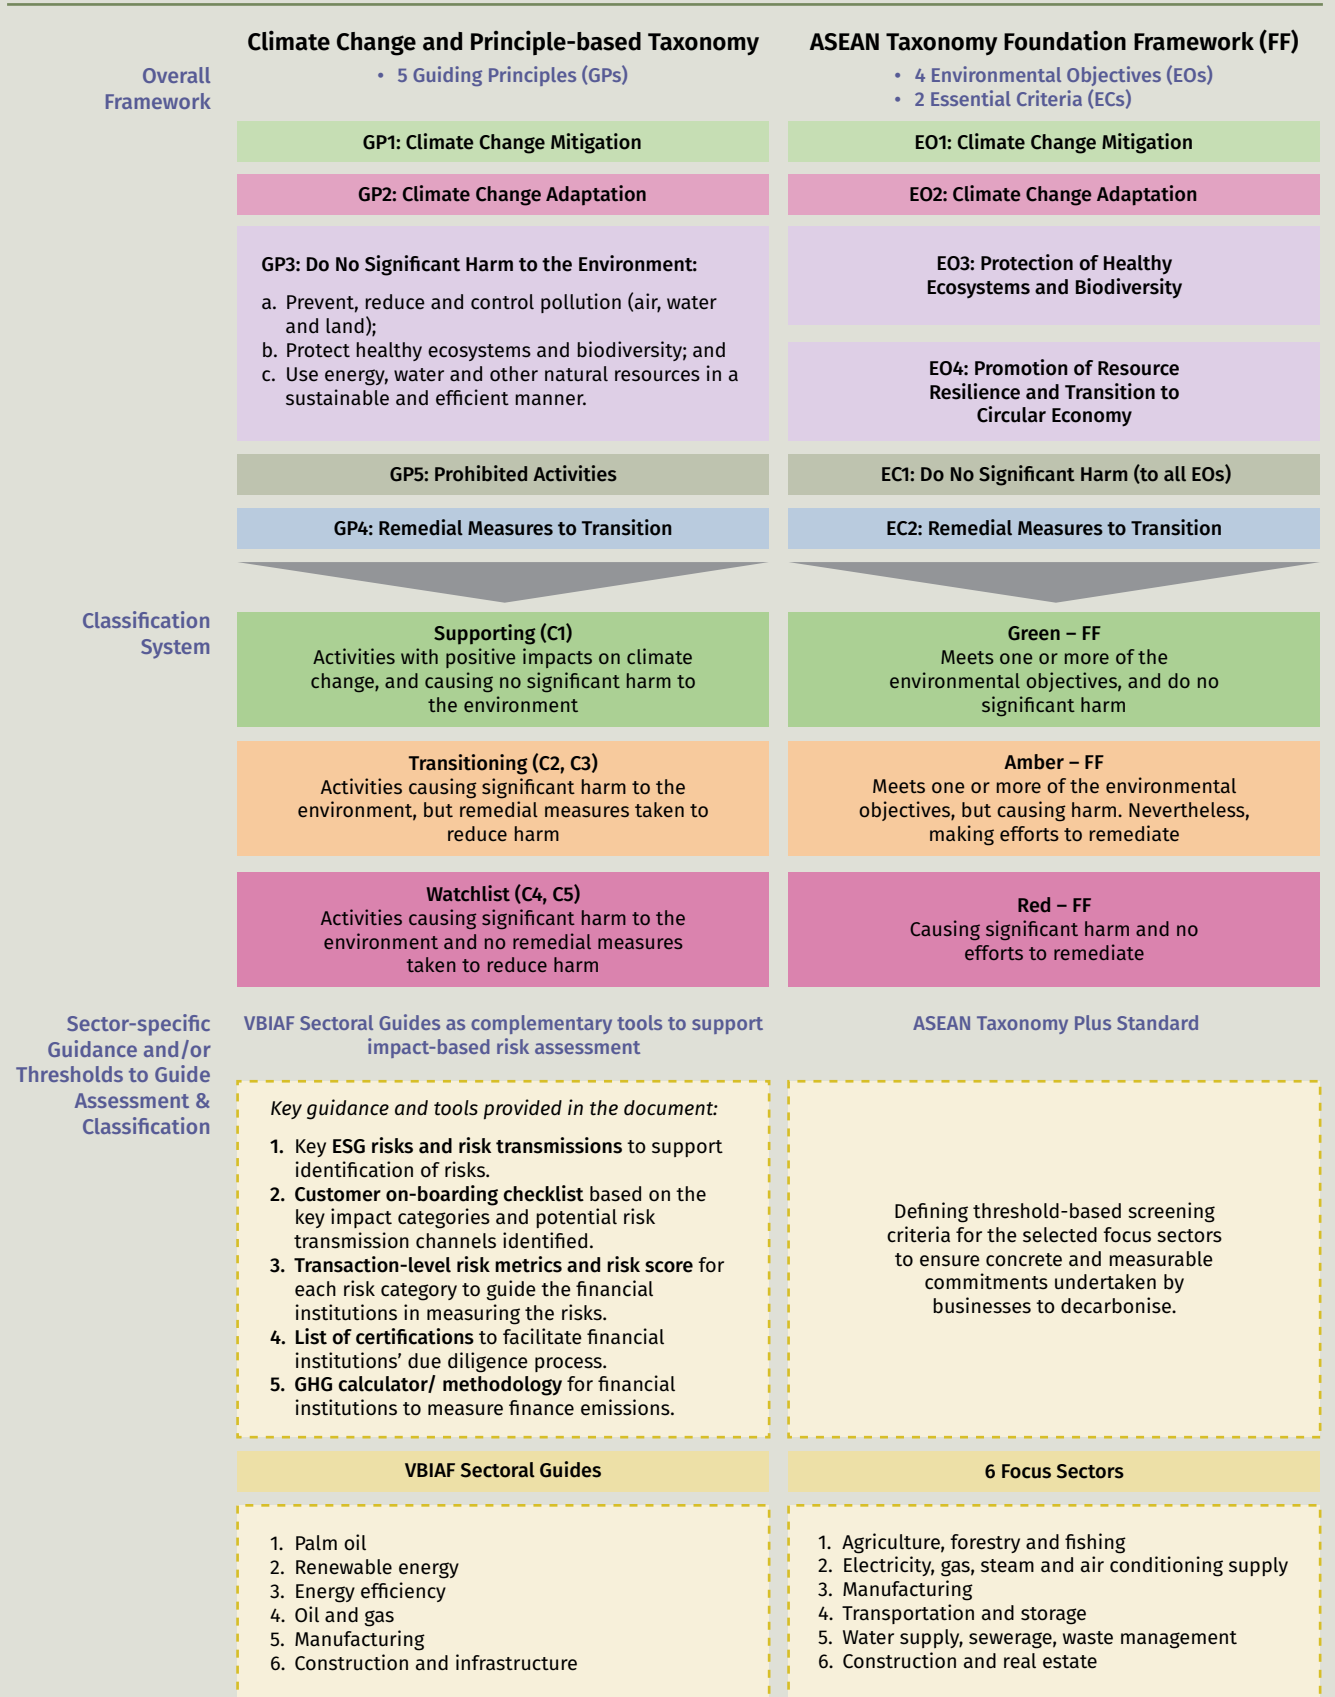 Climate Change and Principle-based Taxonomy
• 5 Guiding Principles (GPs)
ASEAN Taxonomy Foundation Framework (FF)
• 4 Environmental Objectives (EOs)
• 2 Essential Criteria (ECs)
Overall
Framework
GP1: Climate Change Mitigation
EO1: Climate Change Mitigation
GP2: Climate Change Adaptation
EO2: Climate Change Adaptation
GP3: Do No Significant Harm to the Environment:
a. Prevent, reduce and control pollution (air, water
and land);
b. Protect healthy ecosystems and biodiversity; and
c. Use energy, water and other natural resources in a
sustainable and efficient manner.
EO3: Protection of Healthy
Ecosystems and Biodiversity
EO4: Promotion of Resource
Resilience and Transition to
Circular Economy
GP5: Prohibited Activities
EC1: Do No Significant Harm (to all EOs)
GP4: Remedial Measures to Transition
EC2: Remedial Measures to Transition
Classification
System
Supporting (C1)
Activities with positive impacts on climate
change, and causing no significant harm to
the environment
Green – FF
Meets one or more of the
environmental objectives, and do no
significant harm
Transitioning (C2, C3)
Activities causing significant harm to the
environment, but remedial measures taken to
reduce harm
Amber – FF
Meets one or more of the environmental
objectives, but causing harm. Nevertheless,
making efforts to remediate
Watchlist (C4, C5)
Activities causing significant harm to the
environment and no remedial measures
taken to reduce harm
Red – FF
Causing significant harm and no
efforts to remediate
Sector-specific
Guidance and/or
Thresholds to Guide
Assessment &
Classification
VBIAF Sectoral Guides as complementary tools to support
impact-based risk assessment
ASEAN Taxonomy Plus Standard
Key guidance and tools provided in the document:
1. Key ESG risks and risk transmissions to support
identification of risks.
2. Customer on-boarding checklist based on the
key impact categories and potential risk
transmission channels identified.
3. Transaction-level risk metrics and risk score for
each risk category to guide the financial
institutions in measuring the risks.
4. List of certifications to facilitate financial
institutions' due diligence process.
5. GHG calculator/ methodology for financial
institutions to measure finance emissions.
Defining threshold-based screening
criteria for the selected focus sectors
to ensure concrete and measurable
commitments undertaken by
businesses to decarbonise.
VBIAF Sectoral Guides
6 Focus Sectors
1. Palm oil
2. Renewable energy
3. Energy efficiency
4. Oil and gas
5. Manufacturing
6. Construction and infrastructure
1. Agriculture, forestry and fishing
2. Electricity, gas, steam and air conditioning supply
3. Manufacturing
4. Transportation and storage
5. Water supply, sewerage, waste management
6. Construction and real estate